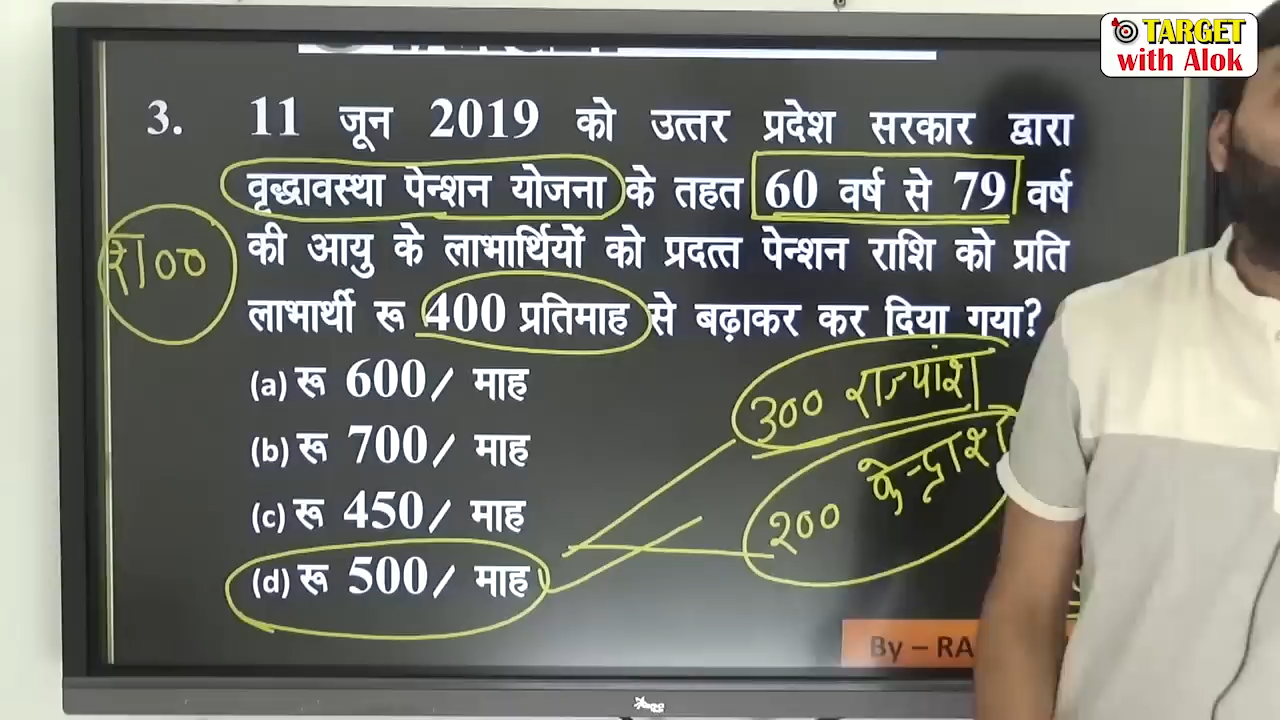 TARGET
with Alok
3. 11 जून 2019 को उत्तर प्रदेश सरकार द्वारा
वृद्धावस्था पेन्शन योजना के तहत 60 वर्ष से 79 वर्ष
की आयु के लाभार्थियों को प्रदत्त पेन्शन राशि को प्रति
लाभार्थी रू 400 प्रतिमाह से बढ़ाकर कर दिया गया?
(a) रू 600/ माह
(b) रू 700/ माह
(c) रू 450/ माह
(d) रू 500/ माह
300 राज्यांश
200 केन्द्रांश
By – RA